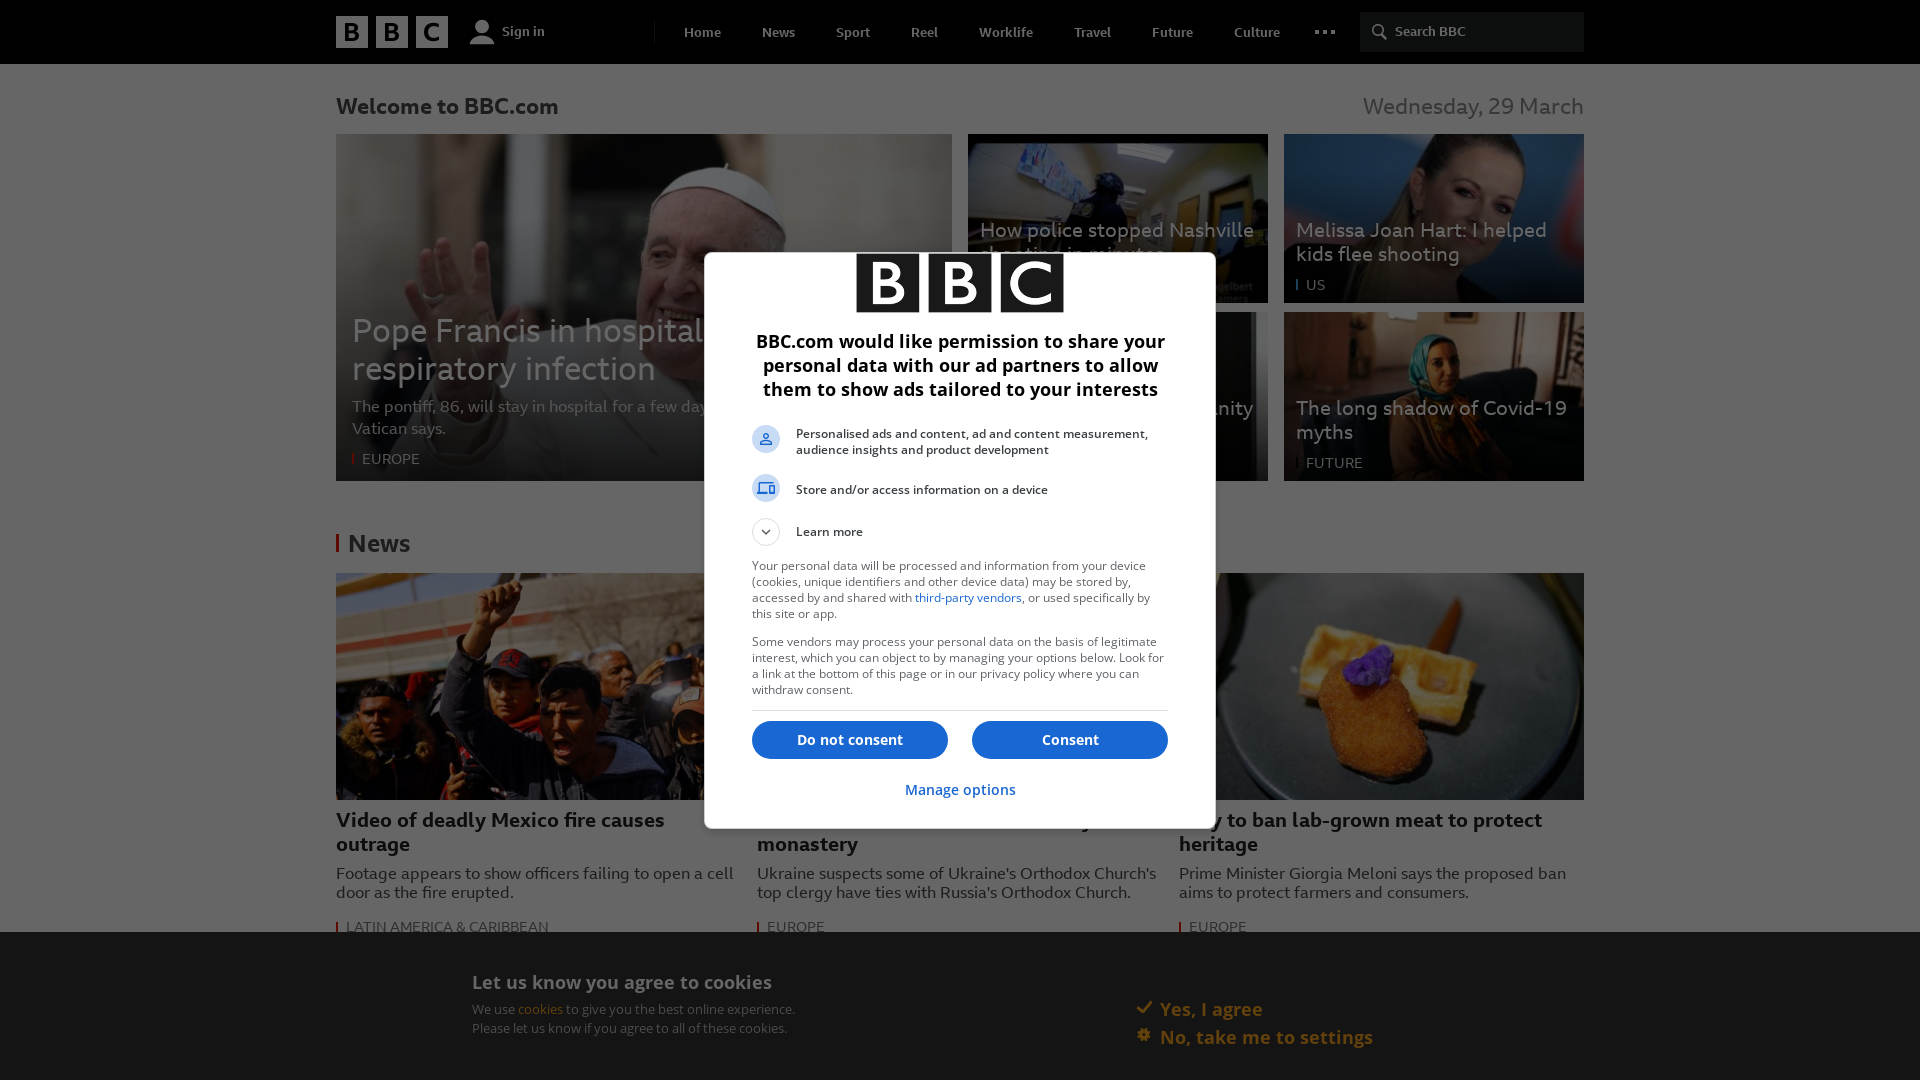 BBC
Sign in
Home
News
Sport
Reel
Worklife
Travel
Future
Culture
Search BBC
Welcome to BBC.com
Wednesday, 29 March
Pope Francis in hospital
respiratory infection
The pontiff, 86, will stay in hospital for a few
Vatican says.
EUROPE
How police stopped Nashville
Melissa Joan Hart: I helped
kids flee shooting
US
The long shadow of Covid-19
myths
FUTURE
BBC
BBC.com would like permission to share your
personal data with our ad partners to allow
them to show ads tailored to your interests
Personalised ads and content, ad and content measurement,
audience insights and product development
Store and/or access information on a device
Learn more
Your personal data will be processed and information from your device
(cookies, unique identifiers and other device data) may be stored by,
accessed by and shared with third-party vendors, or used specifically by
this site or app.
Some vendors may process your personal data on the basis of legitimate
interest, which you can object to by managing your options below. Look for
a link at the bottom of this page or in our privacy policy where you can
withdraw consent.
Do not consent
Consent
Manage options
News
Video of deadly Mexico fire causes
outrage
Footage appears to show officers failing to open a cell
door as the fire erupted.
LATIN AMERICA & CARIBBEAN
monastery
Ukraine suspects some of Ukraine's Orthodox Church's
top clergy have ties with Russia's Orthodox Church.
EUROPE
to ban lab-grown meat to protect
heritage
Prime Minister Giorgia Meloni says the proposed ban
aims to protect farmers and consumers.
EUROPE
Let us know you agree to cookies
We use cookies to give you the best online experience.
Please let us know if you agree to all of these cookies.
Yes, I agree
No, take me to settings